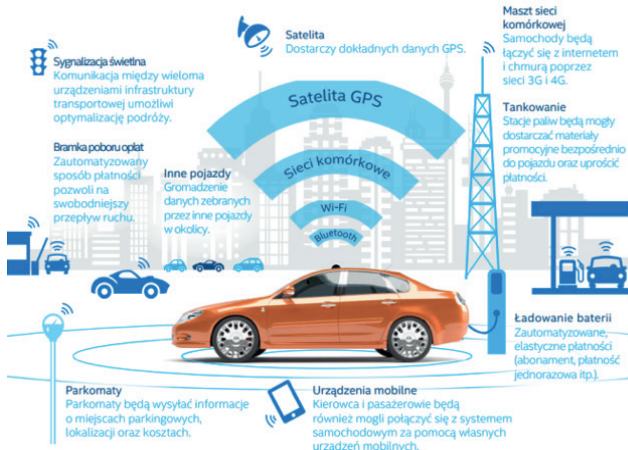 Satelita
Dostarczy dokładnych danych GPS.
Maszt sieci
komórkowej
Samochody będą
łączyć się z internetem
i chmurą poprzez
sieci 3G i 4G.
Sygnalizacja świetlna
Komunikacja między wieloma
urządzeniami infrastruktury
transportowej umożliwi
optymalizację podróży.
Satelita GPS
Tankowanie
Stacje paliw będą mogły
dostarczać materiały
promocyjne bezpośrednio
do pojazdu oraz uprościć
płatności.
Bramka poboru opłat
Zautomatyzowany
sposób płatności
pozwoli na
swobodniejszy
przepływ ruchu.
Inne pojazdy
Gromadzenie
danych zebranych
przez inne pojazdy
w okolicy.
Sieci komórkowe
Wi-Fi
Bluetooth
Ładowanie baterii
Zautomatyzowane,
elastyczne płatności
(abonament, płatność
jednorazowa itp.).
Parkomaty
Parkomaty będą wysyłać informacje
o miejscach parkingowych,
lokalizacji oraz kosztach.
Urządzenia mobilne
Kierowca i pasażerowie będą
również mogli połączyć się z systemem
samochodowym za pomocą własnych
urządzeń mobilnych.